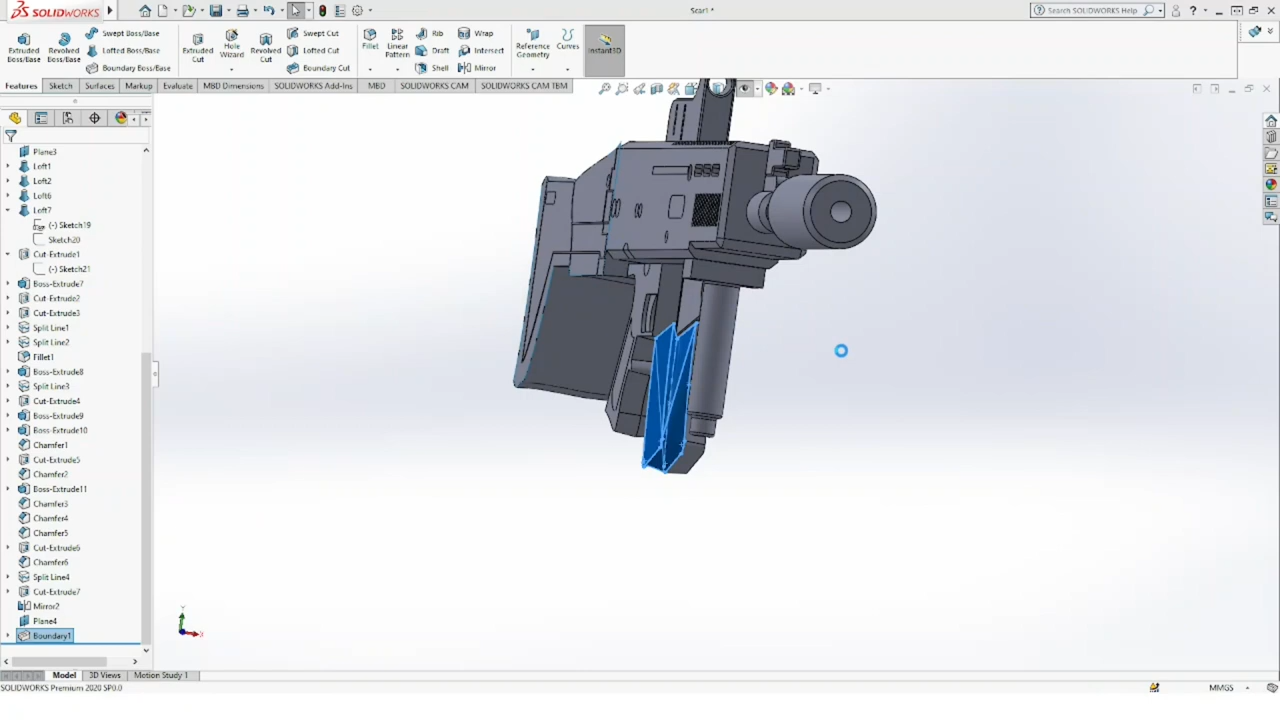 SOLIDWORKS
Scar1 *
Search SOLIDWORKS Help
Extruded Boss/Base
Revolved Boss/Base
Swept Boss/Base
Lofted Boss/Base
Boundary Boss/Base
Extruded Cut
Hole Wizard
Revolved Cut
Swept Cut
Lofted Cut
Boundary Cut
Fillet
Linear Pattern
Rib
Draft
Shell
Wrap
Intersect
Mirror
Reference Geometry
Curves
Instant3D
Features Sketch Surfaces Markup Evaluate MBD Dimensions SOLIDWORKS Add-Ins MBD SOLIDWORKS CAM SOLIDWORKS CAM TBM
Plane3
Loft1
Loft2
Loft6
Loft7
(-) Sketch19
Sketch20
Cut-Extrude1
(-) Sketch21
Boss-Extrude7
Cut-Extrude2
Cut-Extrude3
Split Line1
Split Line2
Fillet1
Boss-Extrude8
Split Line3
Cut-Extrude4
Boss-Extrude9
Boss-Extrude10
Chamfer1
Cut-Extrude5
Chamfer2
Boss-Extrude11
Chamfer3
Chamfer4
Chamfer5
Cut-Extrude6
Chamfer6
Split Line4
Cut-Extrude7
Mirror2
Plane4
Boundary1
Y
X
Model 3D Views Motion Study 1
SOLIDWORKS Premium 2020 SP0.0
MMGS